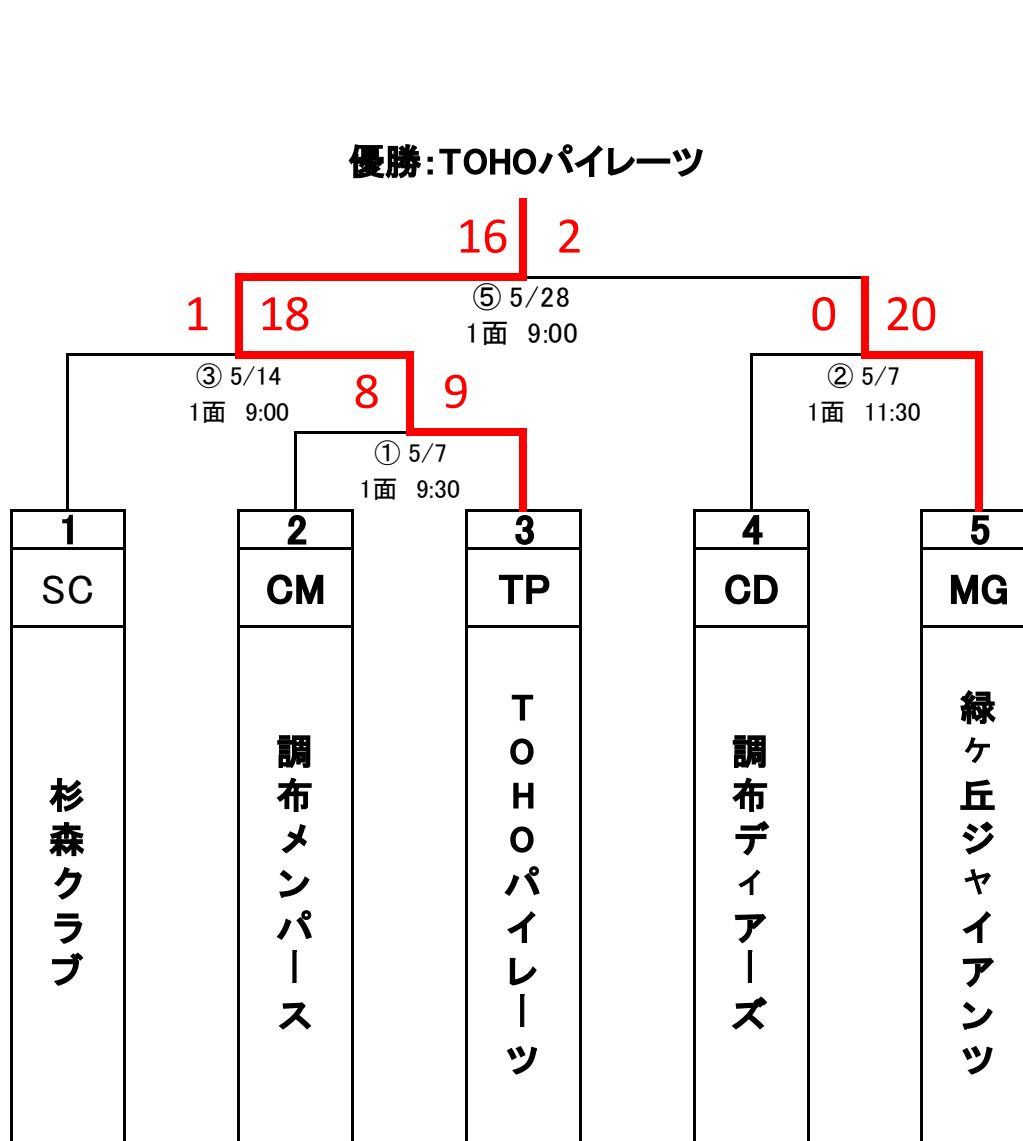 優勝:TOHOパイレーツ
16 2
⑤ 5/28
1面 9:00
1 18
0 20
③ 5/14
1面 9:00
8 9
② 5/7
1面 11:30
① 5/7
1面 9:30
1 2 3 4 5
SC CM TP CD MG
杉森クラブ
調布メンパース
TOHOパイレーツ
調布ディアーズ
緑ヶ丘ジャイアンツ